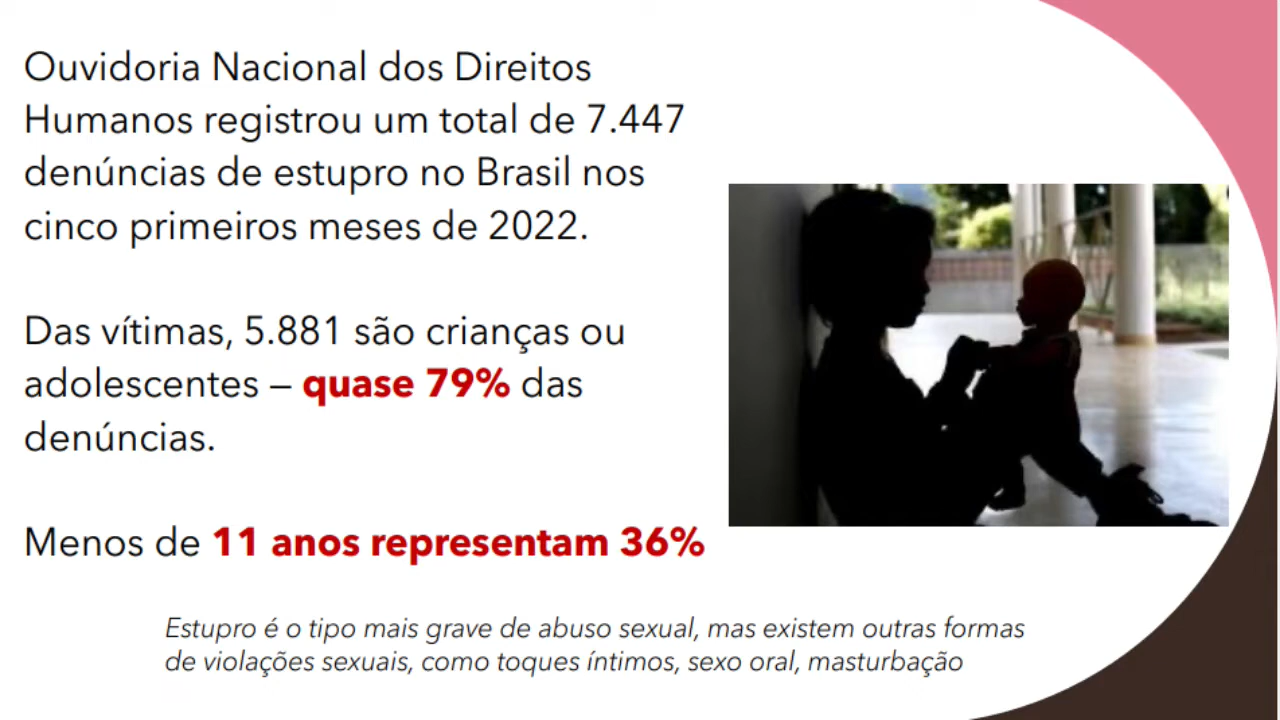 Ouvidoria Nacional dos Direitos
Humanos registrou um total de 7.447
denúncias de estupro no Brasil nos
cinco primeiros meses de 2022.
Das vítimas, 5.881 são crianças ou
adolescentes – quase 79% das
denúncias.
Menos de 11 anos representam 36%
Estupro é o tipo mais grave de abuso sexual, mas existem outras formas
de violações sexuais, como toques íntimos, sexo oral, masturbação